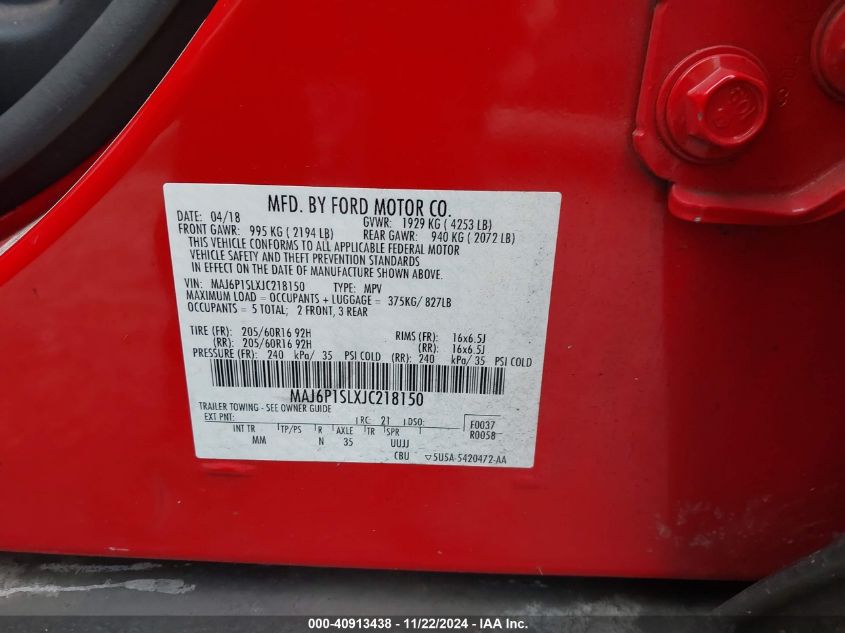 MFD. BY FORD MOTOR CO.
DATE: 04/18 GVWR: 1929 KG ( 4253 LB)
FRONT GAWR: 995 KG ( 2194 LB) REAR GAWR: 940 KG ( 2072 LB)
THIS VEHICLE CONFORMS TO ALL APPLICABLE FEDERAL MOTOR
VEHICLE SAFETY AND THEFT PREVENTION STANDARDS
IN EFFECT ON THE DATE OF MANUFACTURE SHOWN ABOVE.
VIN: MAJ6P1SLXJC218150 TYPE: MPV
MAXIMUM LOAD = OCCUPANTS + LUGGAGE = 375KG/ 827LB
OCCUPANTS = 5 TOTAL; 2 FRONT, 3 REAR
TIRE (FR): 205/60R16 92H RIMS (FR): 16x6.5J
(RR): 205/60R16 92H (RR): 16x6.5J
PRESSURE (FR): 240 kPa/ 35 PSI COLD (RR): 240 kPa/ 35 PSI COLD
MAJ6P1SLXJC218150
TRAILER TOWING - SEE OWNER GUIDE
EXT PNT: RC: 21 DSO: F0037
INT TR TP/PS R AXLE TR SPR R0058
MM N 35 UUJJ
CBU 5U5A-5420472-AA
000-40913438 - 11/22/2024 - IAA Inc.